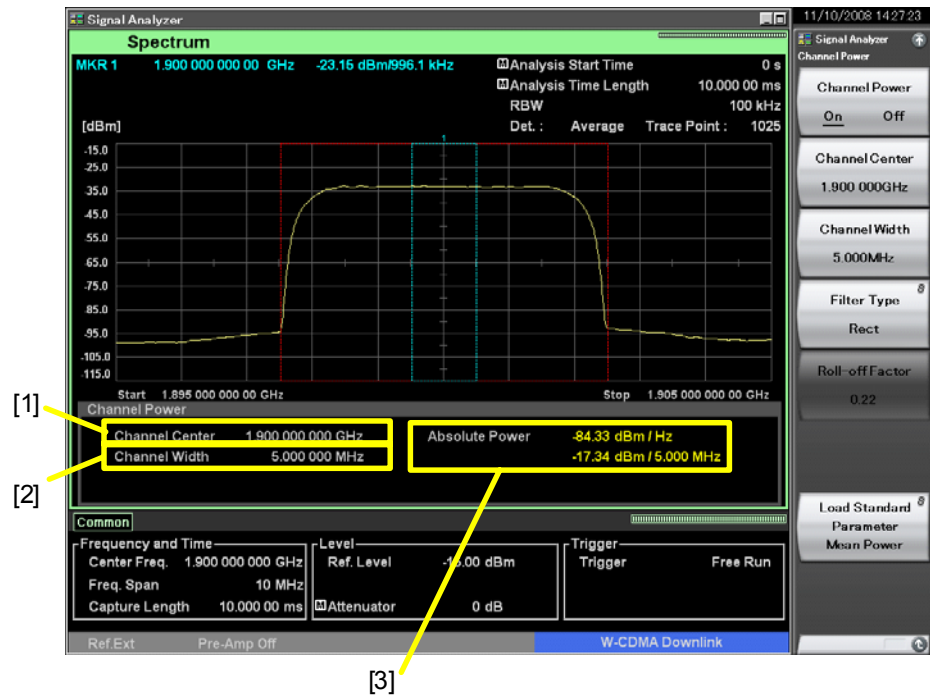 Signal Analyzer
11/10/2008 14:27:23
Spectrum
MKR 1 1.900 000 000 00 GHz -23.15 dBm/996.1 kHz
Analysis Start Time 0 s
Analysis Time Length 10.000 00 ms
RBW 100 kHz
[dBm]
Det. : Average Trace Point : 1025
1
-15.0
-25.0
-35.0
-45.0
-55.0
-65.0
-75.0
-85.0
-95.0
-105.0
-115.0
Start 1.895 000 000 00 GHz
Stop 1.905 000 000 00 GHz
Channel Power
[1]
Channel Center 1.900 000 000 GHz
[2]
Channel Width 5.000 000 MHz
Absolute Power -84.33 dBm / Hz
-17.34 dBm / 5.000 MHz
[3]
Common
Frequency and Time
Center Freq. 1.900 000 000 GHz
Freq. Span 10 MHz
Capture Length 10.000 00 ms
Level
Ref. Level -15.00 dBm
Attenuator 0 dB
Trigger
Trigger Free Run
Ref.Ext Pre-Amp Off
W-CDMA Downlink
Signal Analyzer
Channel Power
Channel Power
On Off
Channel Center
1.900 000GHz
Channel Width
5.000MHz
Filter Type
Rect
Roll-off Factor
0.22
Load Standard
Parameter
Mean Power